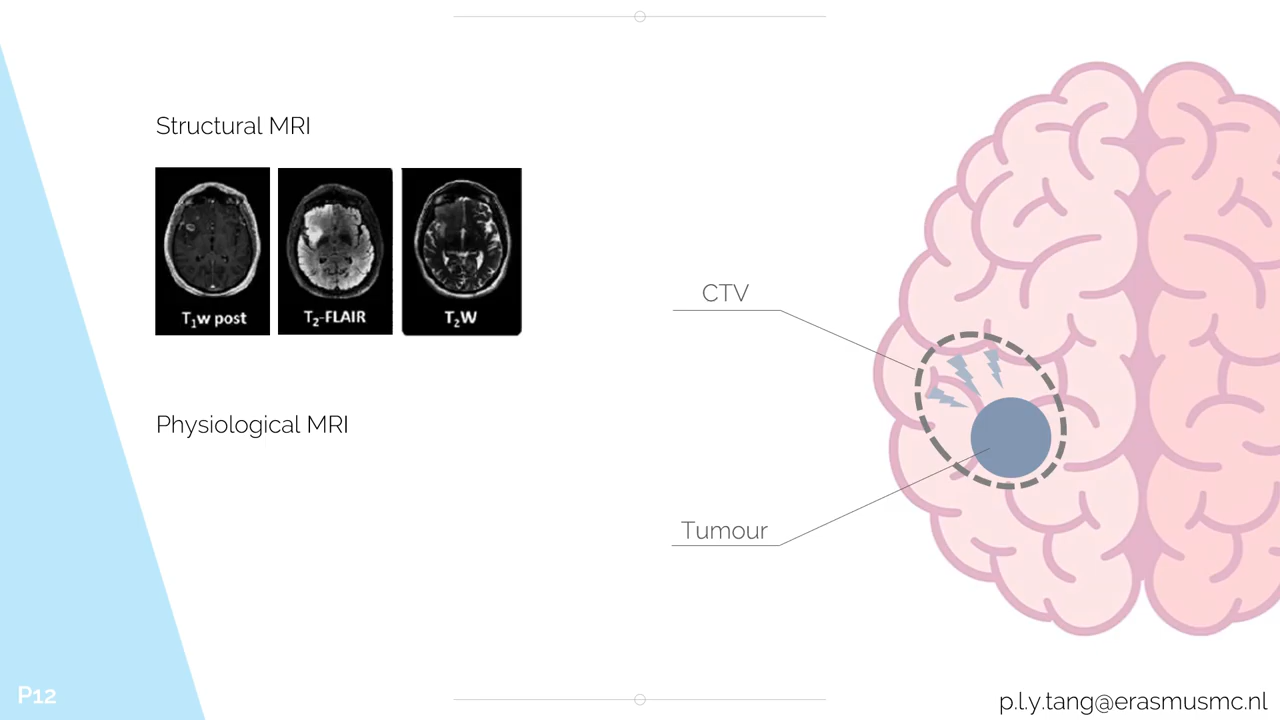 Structural MRI
T₁w post
T₂-FLAIR
T₂W
CTV
Physiological MRI
Tumour
P12
p.l.y.tang@erasmusmc.nl